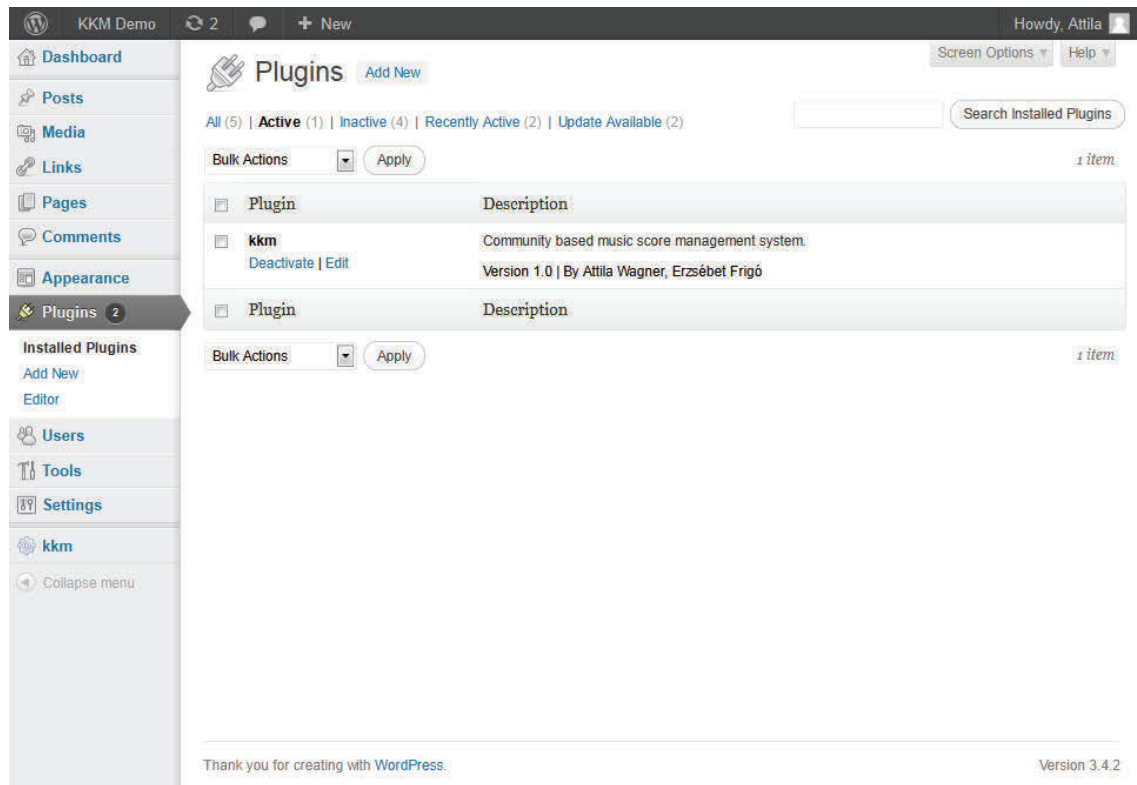 KKM Demo 2 + New Howdy, Attila
Dashboard
Posts
Media
Links
Pages
Comments
Appearance
Plugins 2
Installed Plugins
Add New
Editor
Users
Tools
Settings
kkm
Collapse menu
Screen Options Help
Plugins Add New
All (5) | Active (1) | Inactive (4) | Recently Active (2) | Update Available (2) Search Installed Plugins
Bulk Actions Apply 1 item
Plugin Description
kkm Community based music score management system.
Deactivate | Edit Version 1.0 | By Attila Wagner, Erzsébet Frigó
Plugin Description
Bulk Actions Apply 1 item
Thank you for creating with WordPress. Version 3.4.2